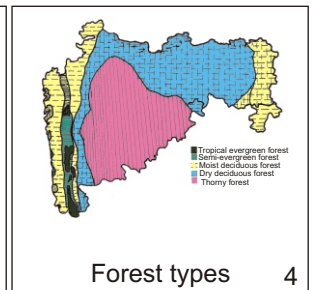 Tropical evergreen forest
Semi-evergreen forest
Moist deciduous forest
Dry deciduous forest
Thorny forest
Forest types 4